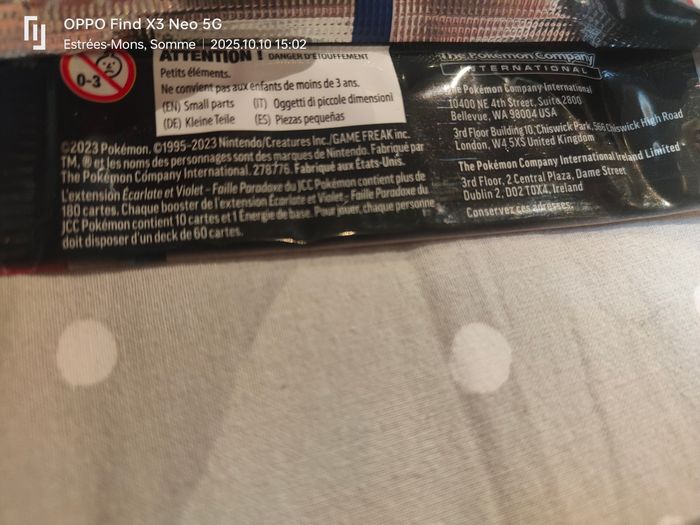 OPPO Find X3 Neo 5G
Estrées-Mons, Somme | 2025.10.10 15:02
0-3
ATTENTION ! DANGER D'ÉTOUFFEMENT
Petits éléments.
Ne convient pas aux enfants de moins de 3 ans.
(EN) Small parts (IT) Oggetti di piccole dimensioni
(DE) Kleine Teile (ES) Piezas pequeñas
©2023 Pokémon. ©1995–2023 Nintendo/Creatures Inc./GAME FREAK inc.
TM, ® et les noms des personnages sont des marques de Nintendo. Fabriqué par
The Pokémon Company International. 278776. Fabriqué aux États-Unis.
L'extension Écarlate et Violet – Faille Paradoxe du JCC Pokémon contient plus de
180 cartes. Chaque booster de l'extension Écarlate et Violet – Faille Paradoxe du
JCC Pokémon contient 10 cartes et 1 Énergie de base. Pour jouer, chaque personne
doit disposer d'un deck de 60 cartes.
The Pokémon Company
INTERNATIONAL
The Pokémon Company International
10400 NE 4th Street, Suite 2800
Bellevue, WA 98004 USA
3rd Floor Building 10, Chiswick Park, 566 Chiswick High Road
London, W4 5XS United Kingdom
The Pokémon Company International Ireland Limited
3rd Floor, 2 Central Plaza, Dame Street
Dublin 2, D02 T0X4, Ireland
Conservez ces adresses.